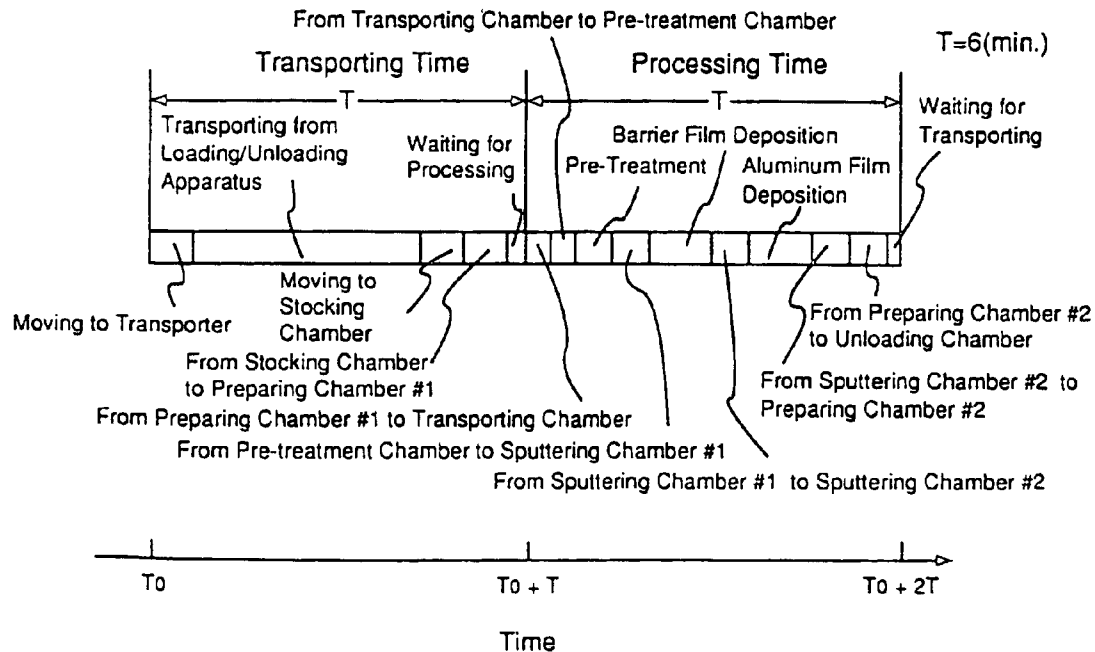 From Transporting Chamber to Pre-treatment Chamber
T=6(min.)
Transporting Time
Processing Time
T
T
Transporting from
Loading/Unloading
Apparatus
Waiting for
Processing
Barrier Film Deposition
Pre-Treatment
Aluminum Film
Deposition
Waiting for
Transporting
Moving to Transporter
Moving to
Stocking
Chamber
From Stocking Chamber
to Preparing Chamber #1
From Preparing Chamber #1 to Transporting Chamber
From Pre-treatment Chamber to Sputtering Chamber #1
From Sputtering Chamber #1 to Sputtering Chamber #2
From Preparing Chamber #2
to Unloading Chamber
From Sputtering Chamber #2 to
Preparing Chamber #2
To
To + T
To + 2T
Time